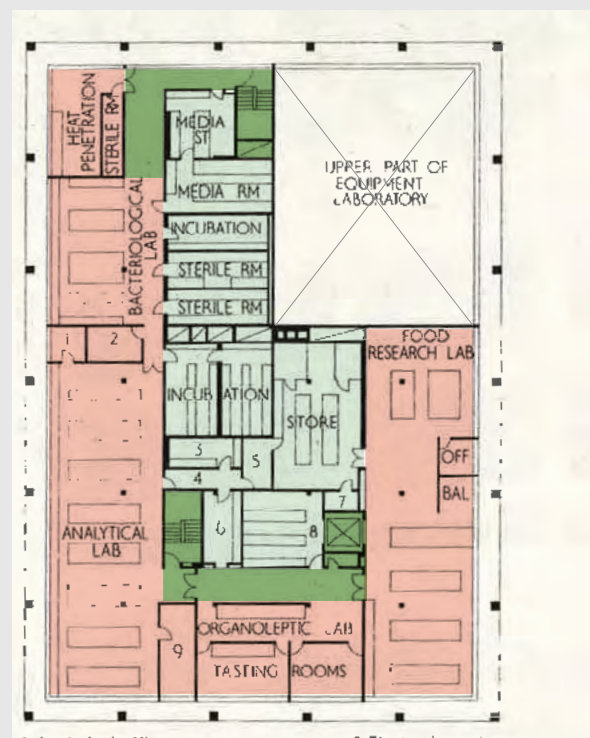 HEAT
PENETRATION
STERILE RM
MEDIA
ST
UPPER PART OF
EQUIPMENT
LABORATORY
MEDIA RM
BACTERIOLOGICAL
LAB
INCUBATION
STERILE RM
STERILE RM
1
2
FOOD
RESEARCH LAB
INCUB ATION
STORE
3
4
5
OFF
BAL
6
7
8
ANALYTICAL
LAB
9
ORGANOLEPTIC LAB
TASTING ROOMS